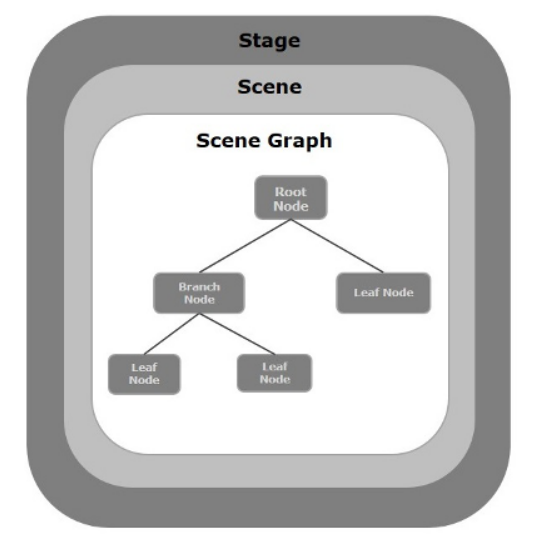 Stage
Scene
Scene Graph
Root
Node
Branch
Node
Leaf Node
Leaf
Node
Leaf
Node